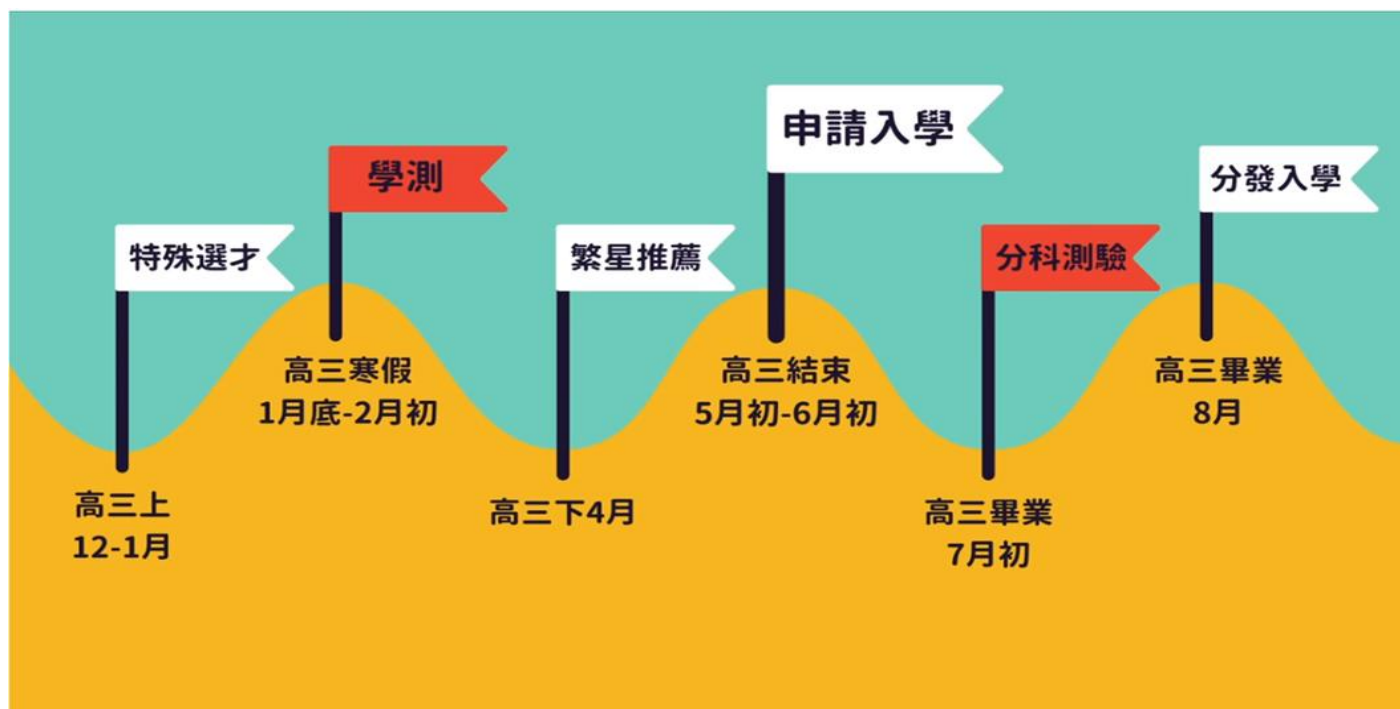 特殊選才
高三上
12-1月
學測
高三寒假
1月底-2月初
繁星推薦
高三下4月
申請入學
高三結束
5月初-6月初
分科測驗
高三畢業
7月初
分發入學
高三畢業
8月